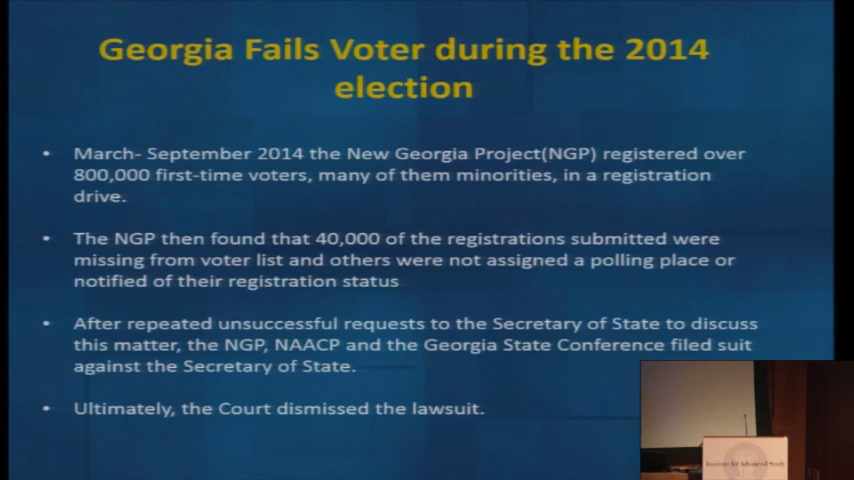 Georgia Fails Voter during the 2014
election
• March- September 2014 the New Georgia Project(NGP) registered over
800,000 first-time voters, many of them minorities, in a registration
drive.
• The NGP then found that 40,000 of the registrations submitted were
missing from voter list and others were not assigned a polling place or
notified of their registration status
• After repeated unsuccessful requests to the Secretary of State to discuss
this matter, the NGP, NAACP and the Georgia State Conference filed suit
against the Secretary of State.
• Ultimately, the Court dismissed the lawsuit.
Institute for Advanced Study